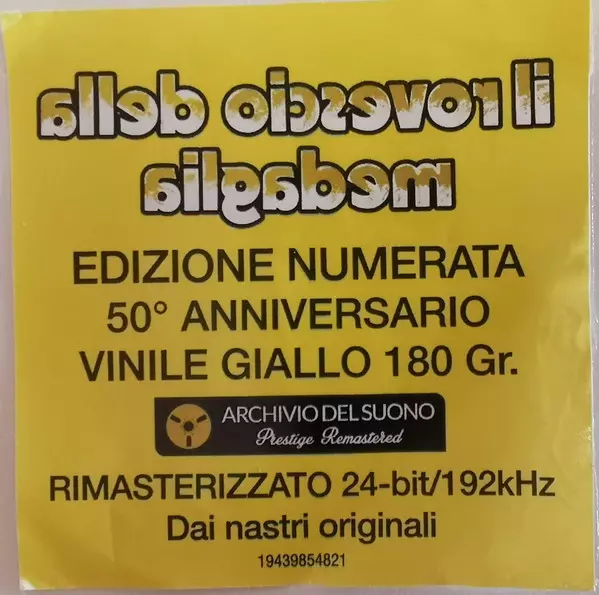 il rovescio della
medaglia
EDIZIONE NUMERATA
50° ANNIVERSARIO
VINILE GIALLO 180 Gr.
ARCHIVIO DEL SUONO
Prestige Remastered
RIMASTERIZZATO 24-bit/192kHz
Dai nastri originali
19439854821